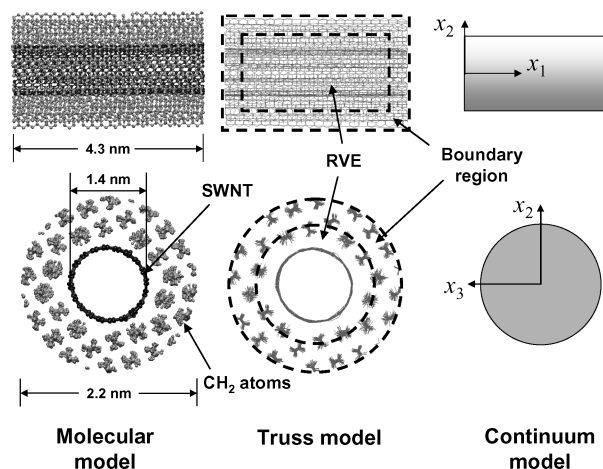 x2
x1
4.3 nm
1.4 nm
SWNT
RVE
Boundary
region
x2
x3
CH2 atoms
2.2 nm
Molecular
model
Truss model
Continuum
model